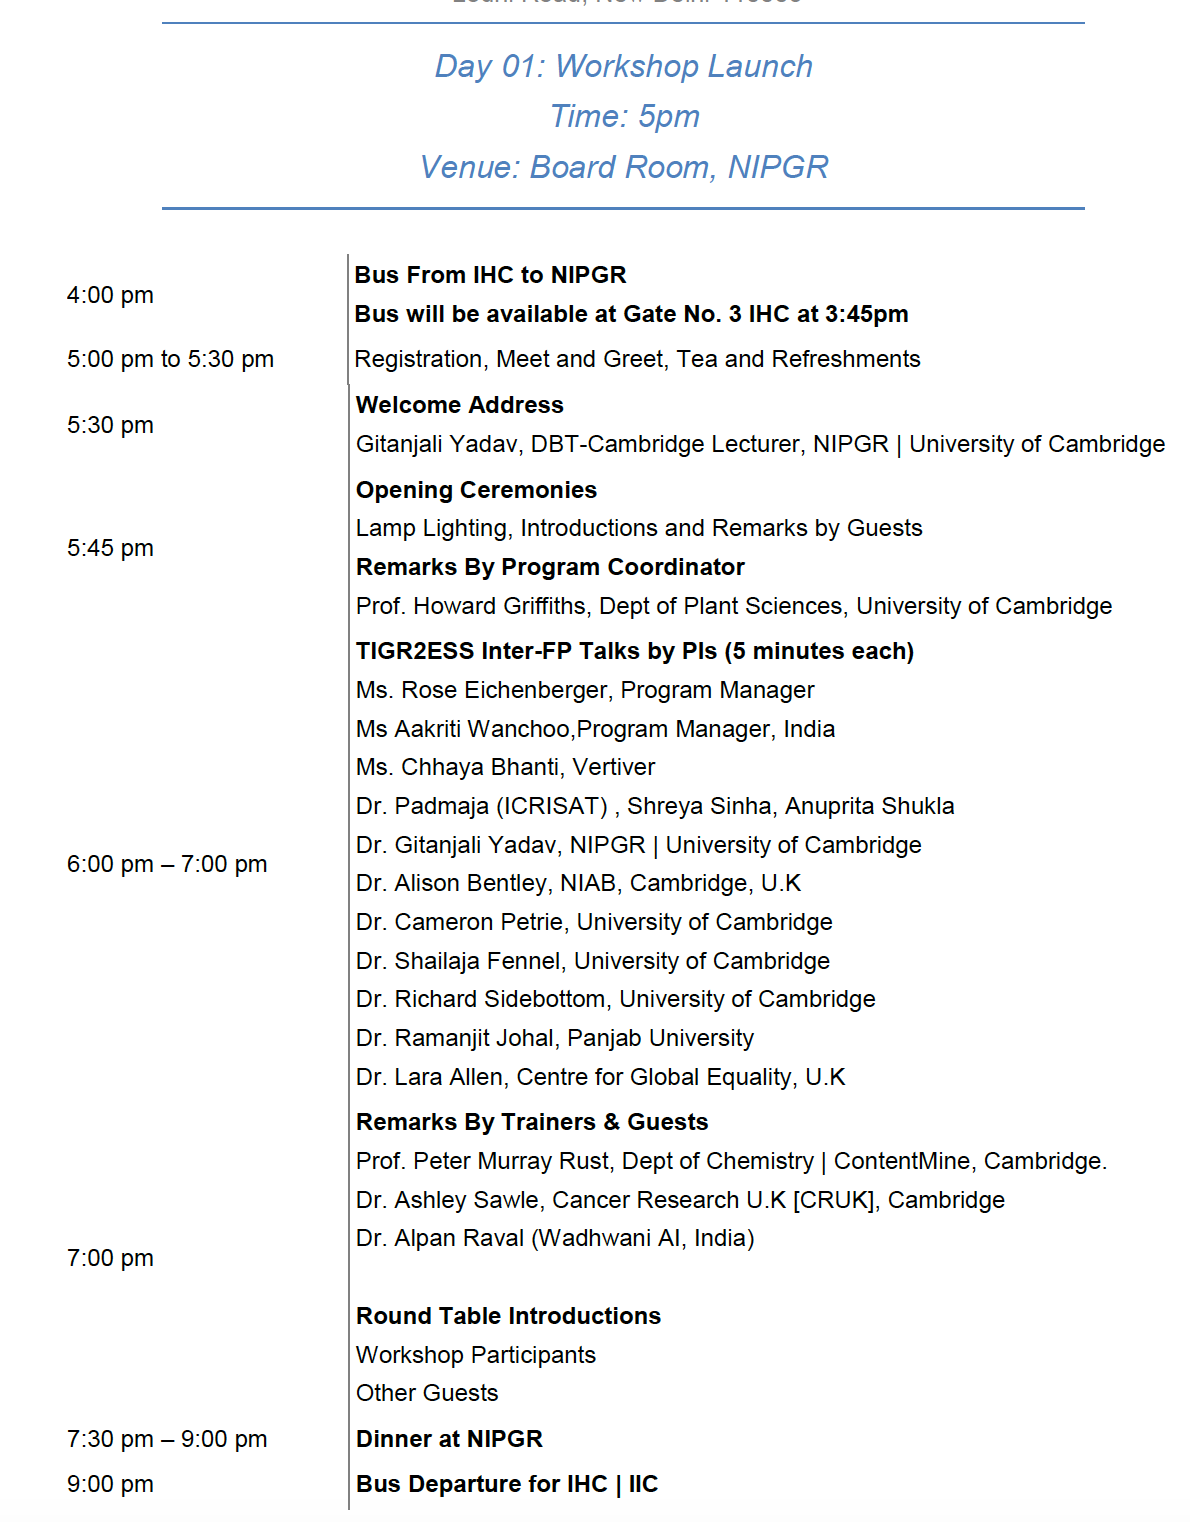 Day 01: Workshop Launch
Time: 5pm
Venue: Board Room, NIPGR
4:00 pm
Bus From IHC to NIPGR
Bus will be available at Gate No. 3 IHC at 3:45pm
5:00 pm to 5:30 pm
Registration, Meet and Greet, Tea and Refreshments
5:30 pm
Welcome Address
Gitanjali Yadav, DBT-Cambridge Lecturer, NIPGR | University of Cambridge
5:45 pm
Opening Ceremonies
Lamp Lighting, Introductions and Remarks by Guests
Remarks By Program Coordinator
Prof. Howard Griffiths, Dept of Plant Sciences, University of Cambridge
6:00 pm – 7:00 pm
TIGR2ESS Inter-FP Talks by PIs (5 minutes each)
Ms. Rose Eichenberger, Program Manager
Ms Aakriti Wanchoo,Program Manager, India
Ms. Chhaya Bhanti, Vertiver
Dr. Padmaja (ICRISAT) , Shreya Sinha, Anuprita Shukla
Dr. Gitanjali Yadav, NIPGR | University of Cambridge
Dr. Alison Bentley, NIAB, Cambridge, U.K
Dr. Cameron Petrie, University of Cambridge
Dr. Shailaja Fennel, University of Cambridge
Dr. Richard Sidebottom, University of Cambridge
Dr. Ramanjit Johal, Panjab University
Dr. Lara Allen, Centre for Global Equality, U.K
7:00 pm
Remarks By Trainers & Guests
Prof. Peter Murray Rust, Dept of Chemistry | ContentMine, Cambridge.
Dr. Ashley Sawle, Cancer Research U.K [CRUK], Cambridge
Dr. Alpan Raval (Wadhwani AI, India)
Round Table Introductions
Workshop Participants
Other Guests
7:30 pm – 9:00 pm
Dinner at NIPGR
9:00 pm
Bus Departure for IHC | IIC